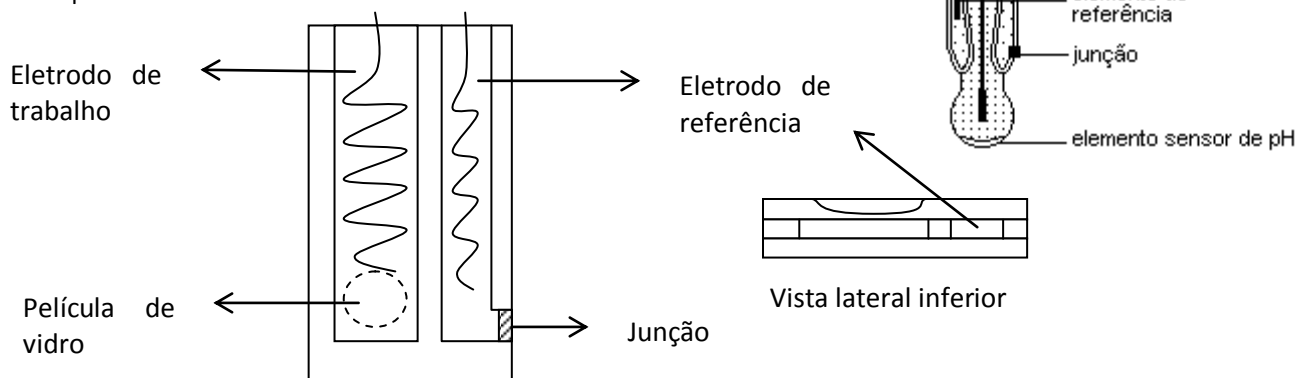 referência
junção
elemento sensor de pH
Eletrodo de
trabalho
Eletrodo de
referência
Película de
vidro
Junção
Vista lateral inferior